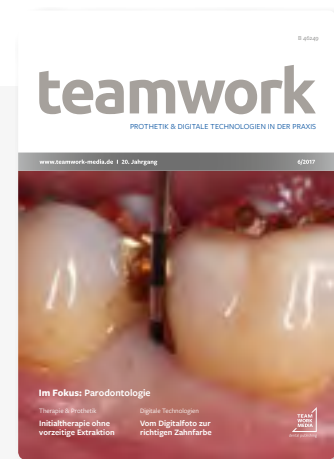 teamwork
PROTHETIK & DIGITALE TECHNOLOGIEN IN DER PRAXIS
www.teamwork-media.de I 20. Jahrgang 6/2017
Im Fokus: Parodontologie
Therapie & Prothetik
Initialtherapie ohne
vorzeitige Extraktion
Digitale Technologien
Vom Digitalfoto zur
richtigen Zahnfarbe
TEAM
WORK
MEDIA